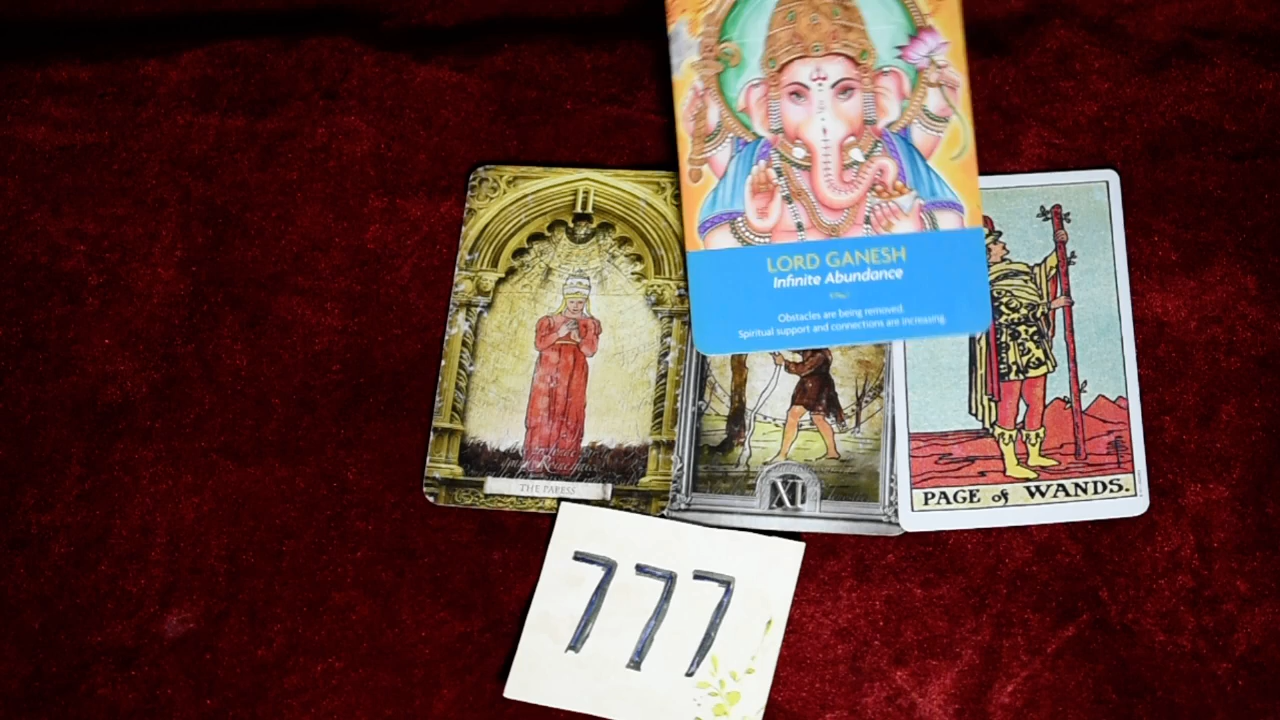 LORD GANESH
Infinite Abundance
Obstacles are being removed.
Spiritual support and connections are increasing.
THE PAPESS
XI
PAGE of WANDS.
777